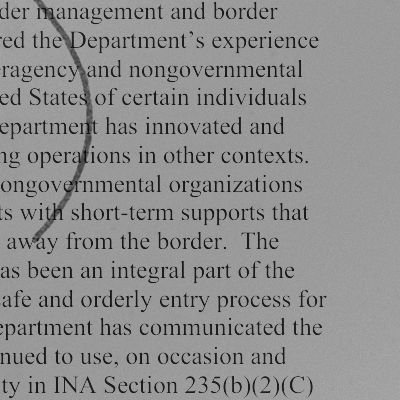 der management and border
red the Department's experience
eragency and nongovernmental
ed States of certain individuals
epartment has innovated and
ng operations in other contexts.
ongovernmental organizations
ts with short-term supports that
away from the border. The
as been an integral part of the
afe and orderly entry process for
epartment has communicated the
nued to use, on occasion and
ty in INA Section 235(b)(2)(C)